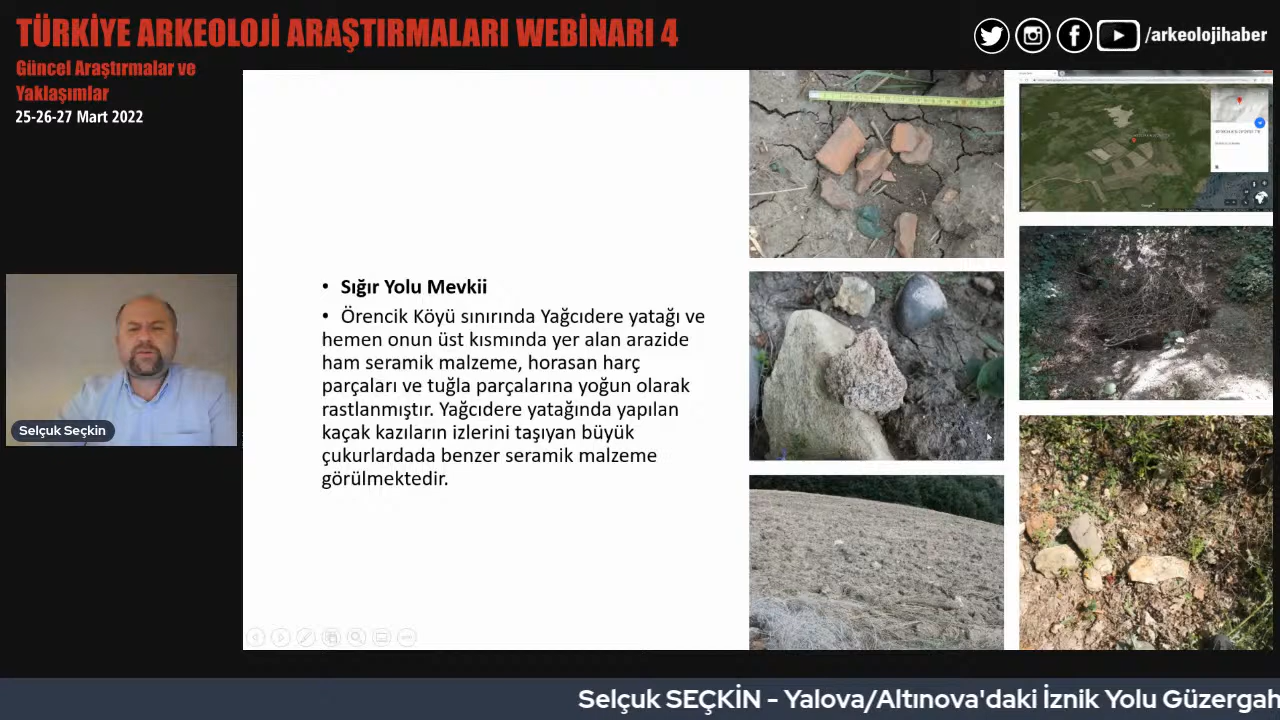 TÜRKİYE ARKEOLOJİ ARAŞTIRMALARI WEBİNARI 4
Güncel Araştırmalar ve
Yaklaşımlar
25-26-27 Mart 2022
/arkeolojihaber
• Sığır Yolu Mevkii
• Örencik Köyü sınırında Yağcıdere yatağı ve
hemen onun üst kısmında yer alan arazide
ham seramik malzeme, horasan harç
parçaları ve tuğla parçalarına yoğun olarak
rastlanmıştır. Yağcıdere yatağında yapılan
kaçak kazıların izlerini taşıyan büyük
çukurlardada benzer seramik malzeme
görülmektedir.
Selçuk Seçkin
Selçuk SEÇKİN - Yalova/Altınova'daki İznik Yolu Güzergah